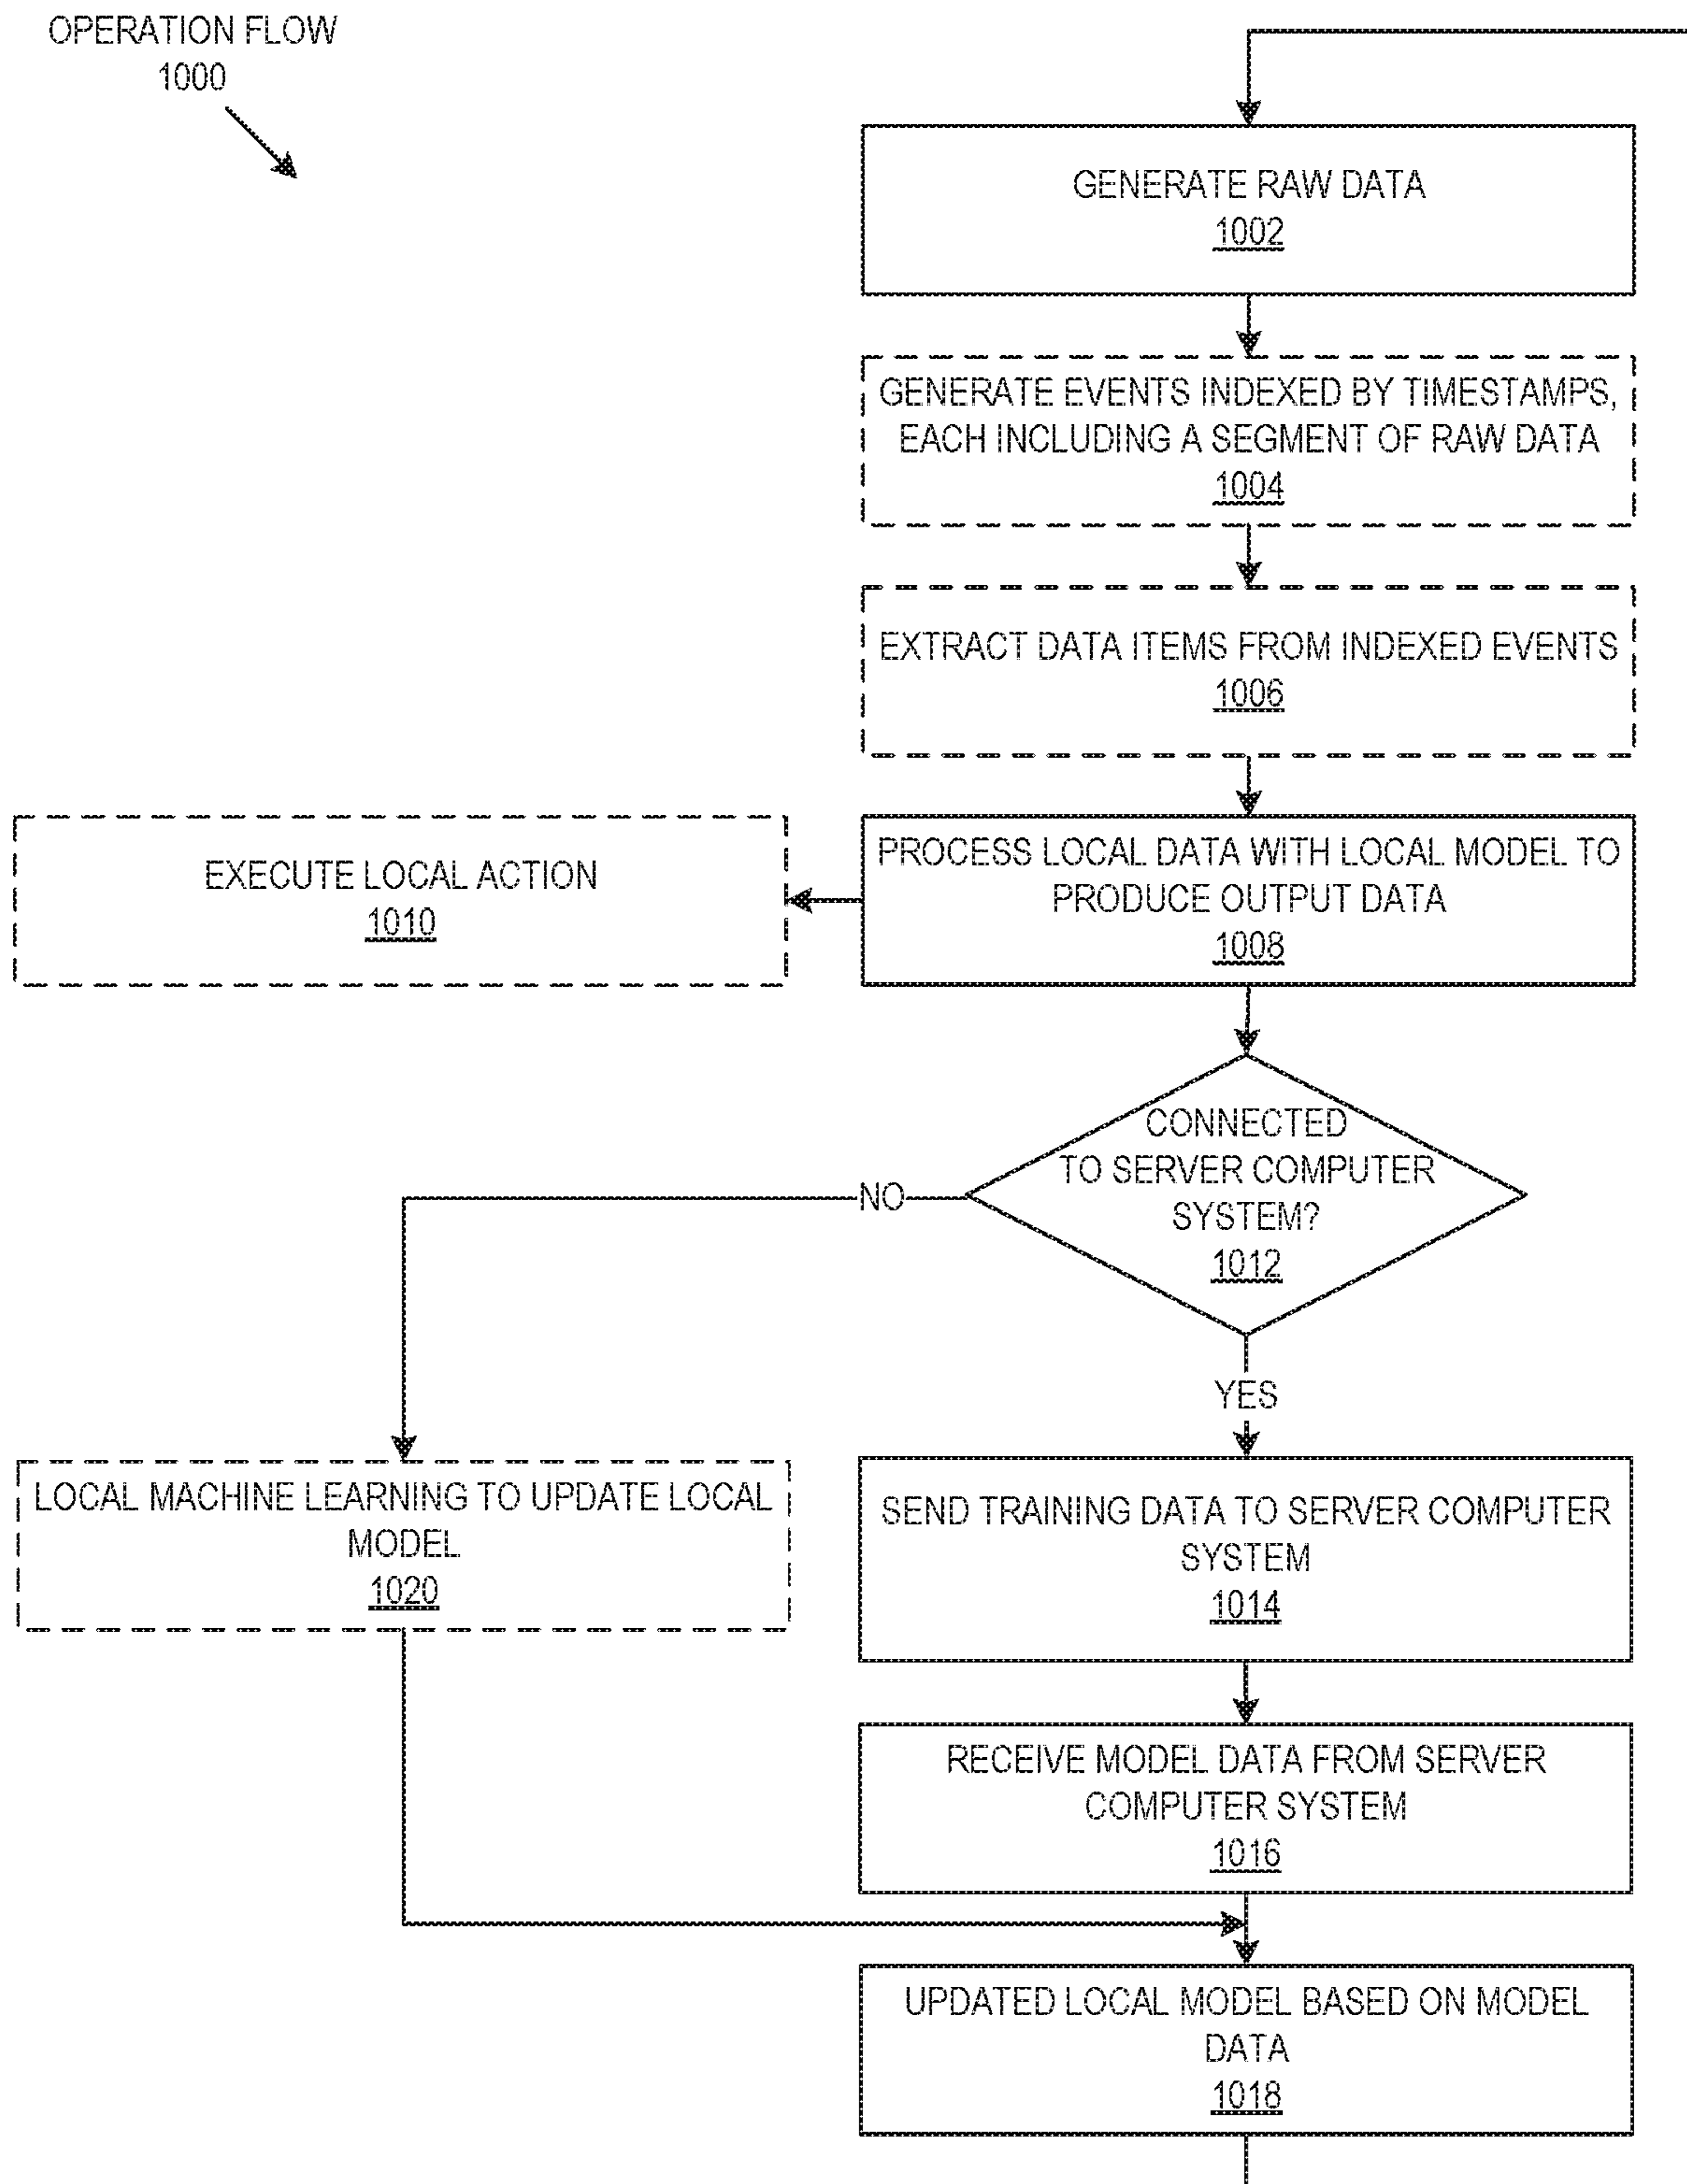 OPERATION FLOW
1000
GENERATE RAW DATA
1002
GENERATE EVENTS INDEXED BY TIMESTAMPS,
EACH INCLUDING A SEGMENT OF RAW DATA
1004
EXTRACT DATA ITEMS FROM INDEXED EVENTS
1006
PROCESS LOCAL DATA WITH LOCAL MODEL TO
PRODUCE OUTPUT DATA
1008
EXECUTE LOCAL ACTION
1010
CONNECTED
TO SERVER COMPUTER
SYSTEM?
1012
NO
YES
LOCAL MACHINE LEARNING TO UPDATE LOCAL
MODEL
1020
SEND TRAINING DATA TO SERVER COMPUTER
SYSTEM
1014
RECEIVE MODEL DATA FROM SERVER
COMPUTER SYSTEM
1016
UPDATED LOCAL MODEL BASED ON MODEL
DATA
1018